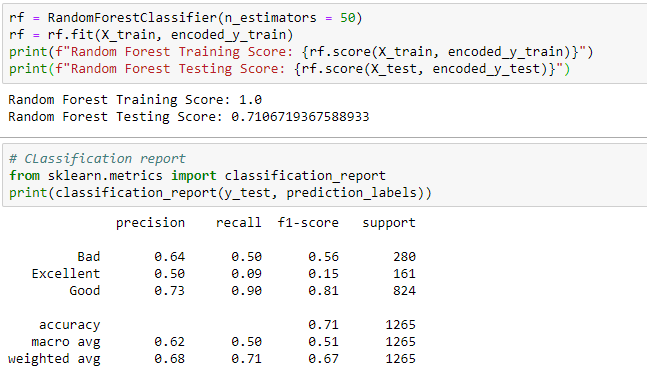 rf = RandomForestClassifier(n_estimators = 50)
rf = rf.fit(X_train, encoded_y_train)
print(f"Random Forest Training Score: {rf.score(X_train, encoded_y_train)}")
print(f"Random Forest Testing Score: {rf.score(X_test, encoded_y_test)}")
Random Forest Training Score: 1.0
Random Forest Testing Score: 0.7106719367588933
# CLassification report
from sklearn.metrics import classification_report
print(classification_report(y_test, prediction_labels))
precision recall f1-score support
Bad 0.64 0.50 0.56 280
Excellent 0.50 0.09 0.15 161
Good 0.73 0.90 0.81 824
accuracy 0.71 1265
macro avg 0.62 0.50 0.51 1265
weighted avg 0.68 0.71 0.67 1265